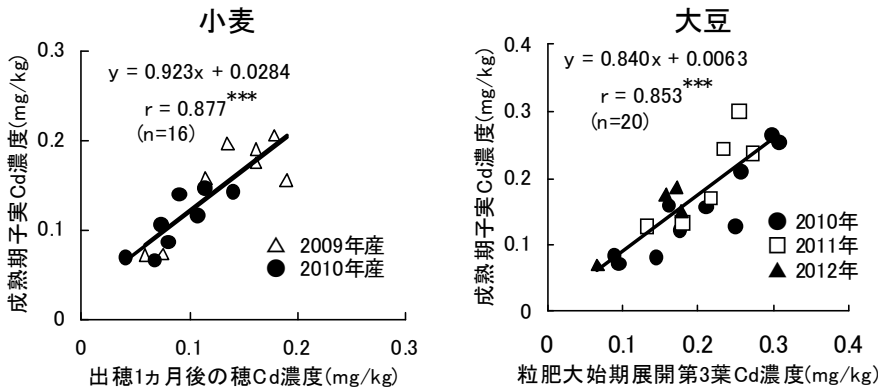 小麦
成熟期子実Cd濃度(mg/kg)
0.3
0.2
0.1
0
y = 0.923x + 0.0284
r = 0.877***
(n=16)
△ 2009年産
● 2010年産
0 0.1 0.2 0.3
出穂1ヵ月後の穂Cd濃度(mg/kg)
大豆
成熟期子実Cd濃度(mg/kg)
0.4
0.3
0.2
0.1
0
y = 0.840x + 0.0063
r = 0.853***
(n=20)
● 2010年
□ 2011年
▲ 2012年
0 0.1 0.2 0.3 0.4
粒肥大始期展開第3葉Cd濃度(mg/kg)